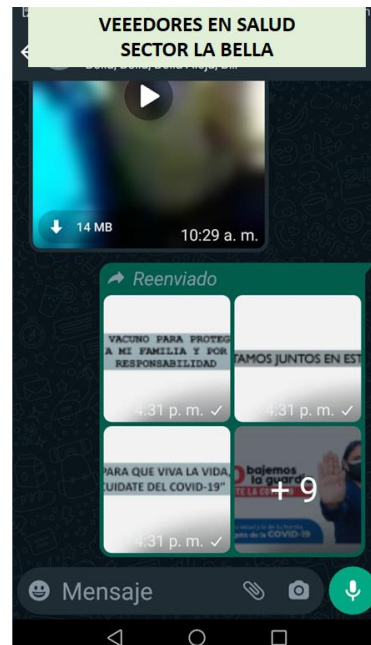 VEEEDORES EN SALUD
SECTOR LA BELLA
14 MB
10:29 a. m.
Reenviado
VACUNO PARA PROTEG
A MI FAMILIA Y POR
RESPONSABILIDAD
4:31 p. m.
TAMOS JUNTOS EN EST
4:31 p. m.
PARA QUE VIVA LA VIDA,
CUIDATE DEL COVID-19"
4:31 p. m.
bajemos
la guardi
+ 9
COVID-19
Mensaje